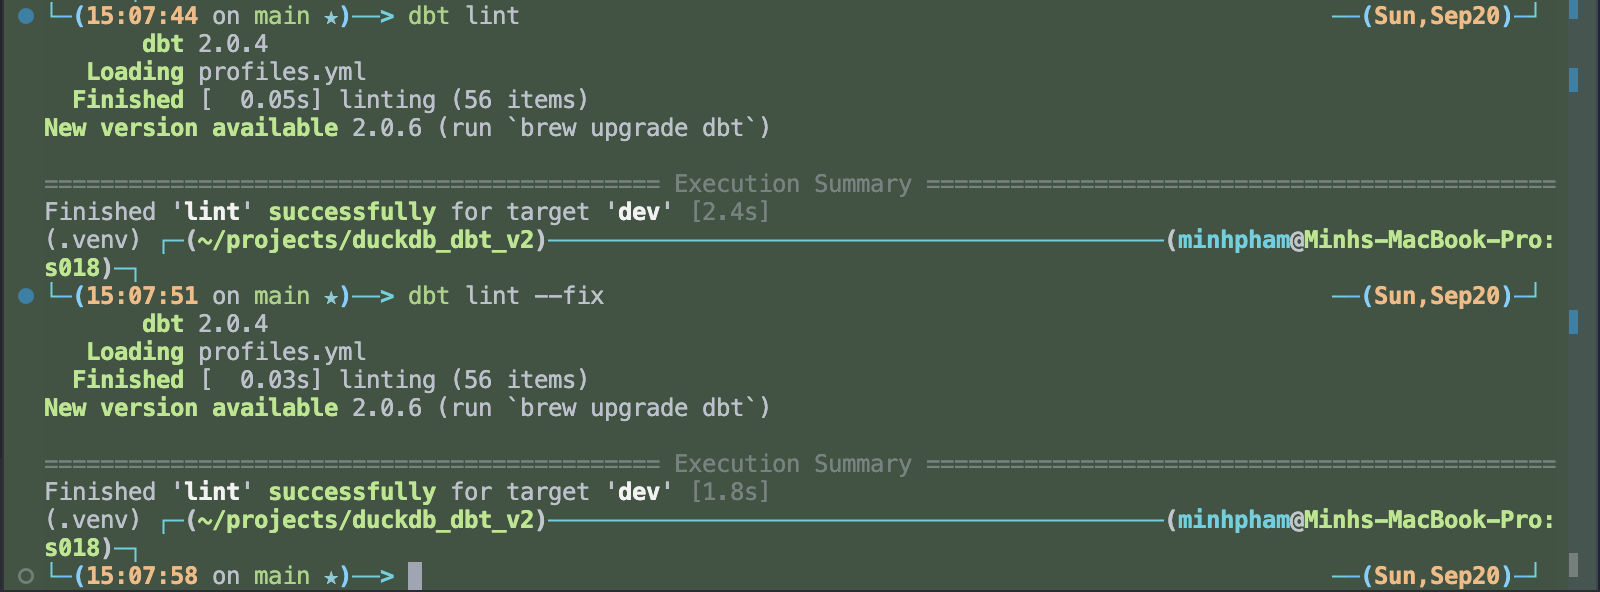 └─(15:07:44 on main ★)──> dbt lint ──(Sun,Sep20)─┘
dbt 2.0.4
Loading profiles.yml
Finished [  0.05s] linting (56 items)
New version available 2.0.6 (run `brew upgrade dbt`)
============================================ Execution Summary =============================================
Finished 'lint' successfully for target 'dev' [2.4s]
(.venv) ┌─(~/projects/duckdb_dbt_v2)────────────────────────────────────────────(minhpham@Minhs-MacBook-Pro:
s018)─┐
└─(15:07:51 on main ★)──> dbt lint --fix ──(Sun,Sep20)─┘
dbt 2.0.4
Loading profiles.yml
Finished [  0.03s] linting (56 items)
New version available 2.0.6 (run `brew upgrade dbt`)
============================================ Execution Summary =============================================
Finished 'lint' successfully for target 'dev' [1.8s]
(.venv) ┌─(~/projects/duckdb_dbt_v2)────────────────────────────────────────────(minhpham@Minhs-MacBook-Pro:
s018)─┐
└─(15:07:58 on main ★)──> ──(Sun,Sep20)─┘